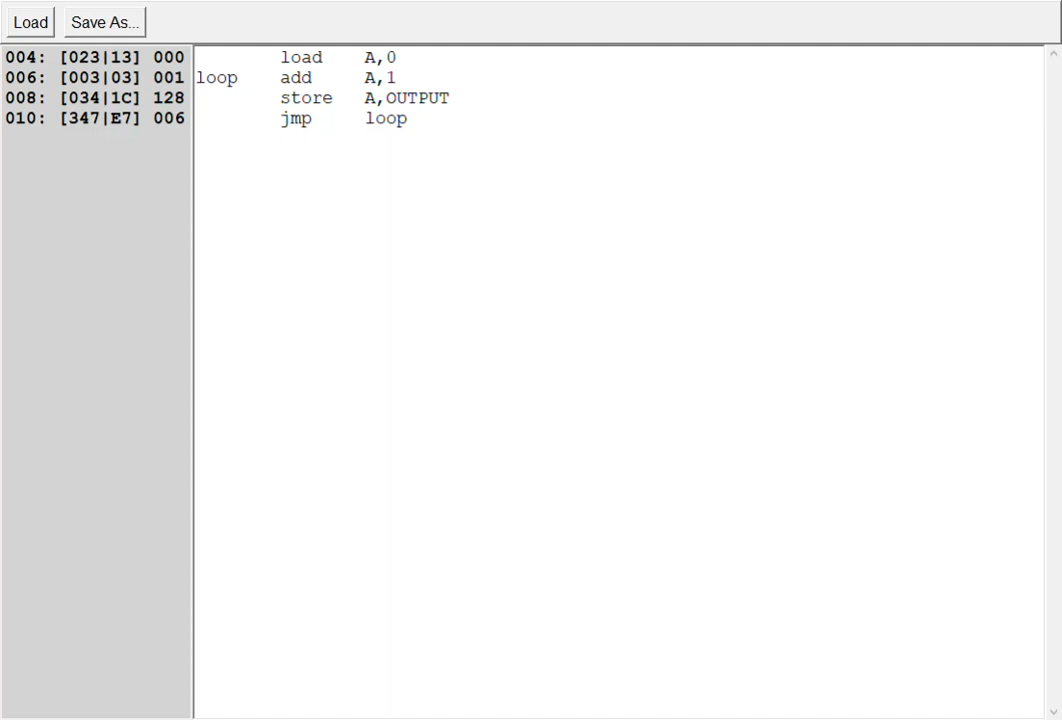 Load Save As...
004: [023|13] 000 load A,0
006: [003|03] 001 loop add A,1
008: [034|1C] 128 store A,OUTPUT
010: [347|E7] 006 jmp loop